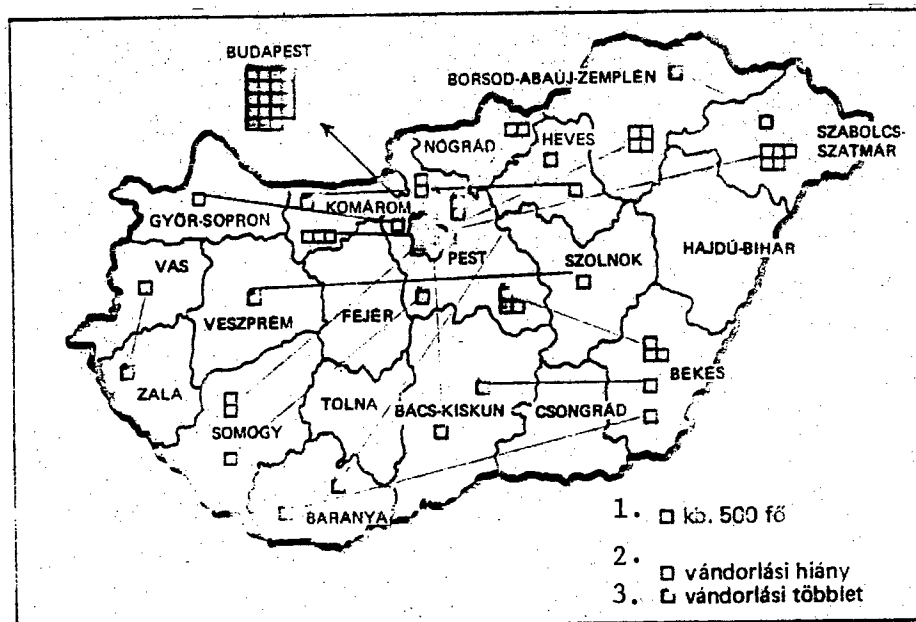 BUDAPEST
BORSOD-ABAÚJ-ZEMPLÉN
NÓGRÁD
HEVES
SZABOLCS-
SZATMÁR
KOMÁROM
GYŐR-SOPRON
PEST
SZOLNOK
HAJDÚ-BIHAR
VAS
VESZPRÉM
FEJÉR
BÉKÉS
ZALA
TOLNA
BÁCS-KISKUN
CSONGRÁD
SOMOGY
BARANYA
1. kb. 500 fő
2. vándorlási hiány
3. vándorlási többlet